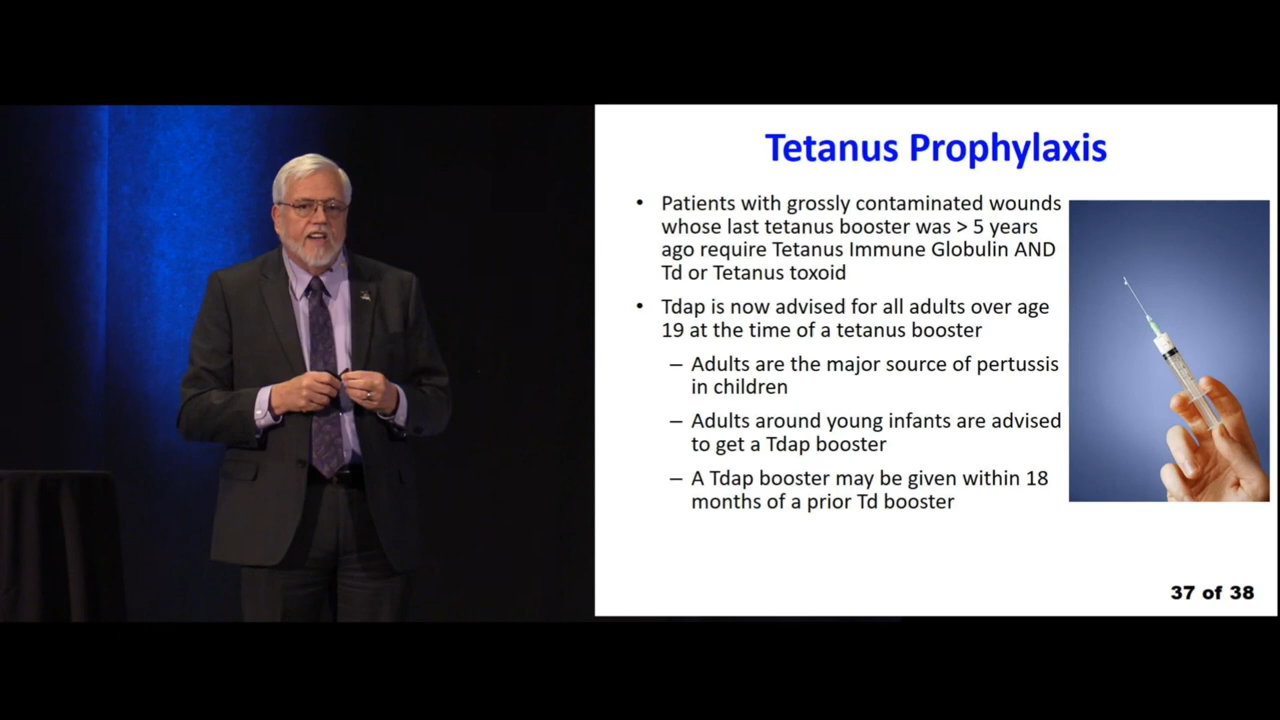 Tetanus Prophylaxis
• Patients with grossly contaminated wounds
whose last tetanus booster was > 5 years
ago require Tetanus Immune Globulin AND
Td or Tetanus toxoid
• Tdap is now advised for all adults over age
19 at the time of a tetanus booster
– Adults are the major source of pertussis
in children
– Adults around young infants are advised
to get a Tdap booster
– A Tdap booster may be given within 18
months of a prior Td booster
37 of 38